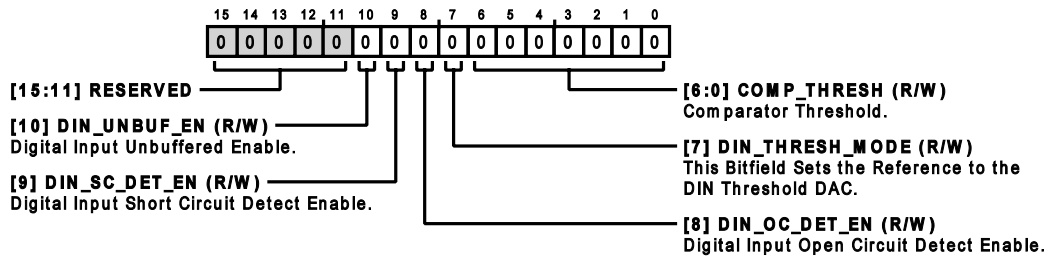 15 14 13 12 11 10 9 8 7 6 5 4 3 2 1 0
0 0 0 0 0 0 0 0 0 0 0 0 0 0 0 0
[15:11] RESERVED
[10] DIN_UNBUF_EN (R/W)
Digital Input Unbuffered Enable.
[9] DIN_SC_DET_EN (R/W)
Digital Input Short Circuit Detect Enable.
[6:0] COMP_THRESH (R/W)
Comparator Threshold.
[7] DIN_THRESH_MODE (R/W)
This Bitfield Sets the Reference to the
DIN Threshold DAC.
[8] DIN_OC_DET_EN (R/W)
Digital Input Open Circuit Detect Enable.